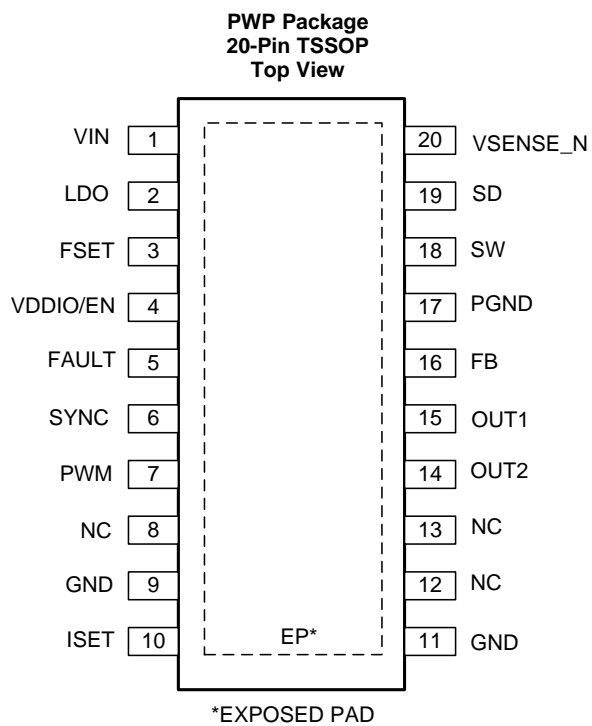 PWP Package
20-Pin TSSOP
Top View
VIN 1 20 VSENSE_N
LDO 2 19 SD
FSET 3 18 SW
VDDIO/EN 4 17 PGND
FAULT 5 16 FB
SYNC 6 15 OUT1
PWM 7 14 OUT2
NC 8 13 NC
GND 9 12 NC
ISET 10 EP* 11 GND
*EXPOSED PAD